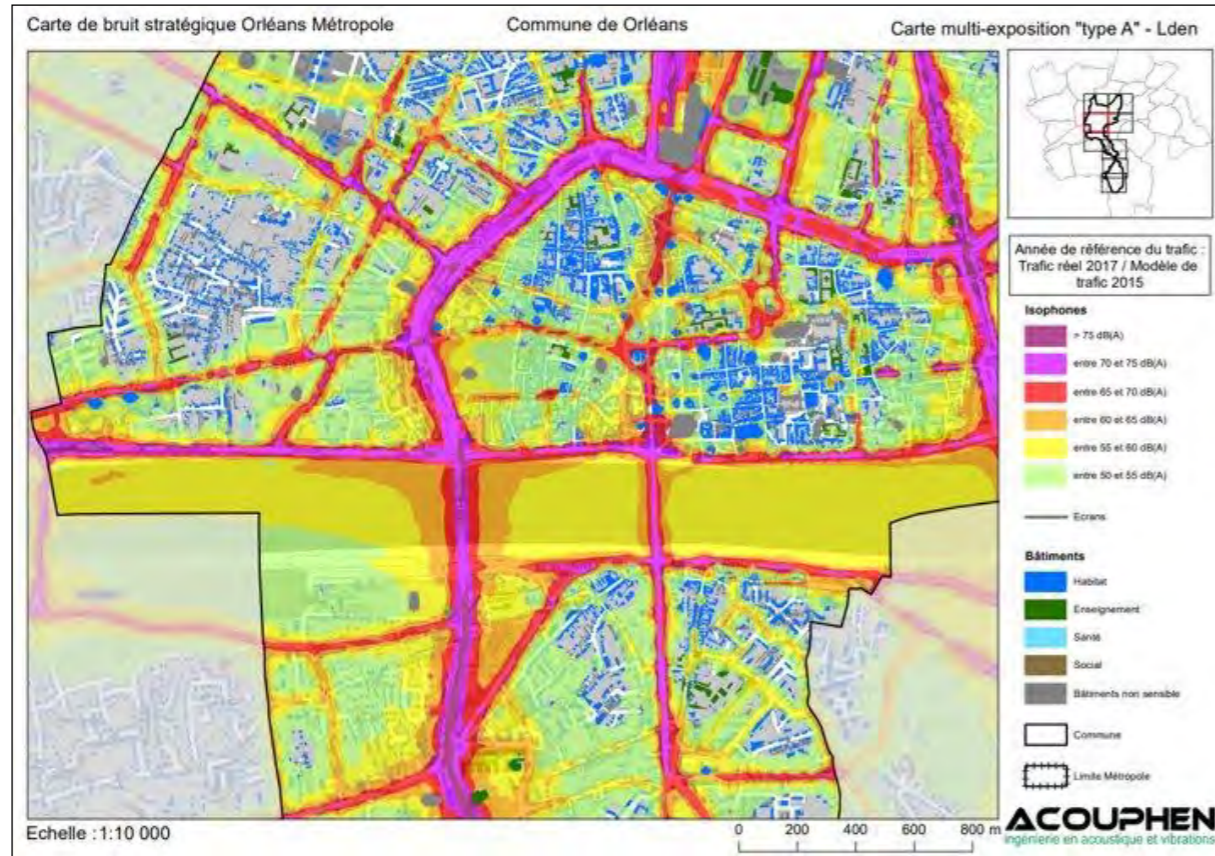 Carte de bruit stratégique Orléans Métropole
Commune de Orléans
Carte multi-exposition "type A" - Lden
Année de référence du trafic :
Trafic réel 2017 / Modèle de
trafic 2015
Isophones
> 75 dB(A)
entre 70 et 75 dB(A)
entre 65 et 70 dB(A)
entre 60 et 65 dB(A)
entre 55 et 60 dB(A)
entre 50 et 55 dB(A)
Ecrans
Bâtiments
Habitat
Enseignement
Santé
Social
Bâtiments non sensible
Commune
Limite Métropole
Echelle :1:10 000
0 200 400 600 800 m
ACOUPHEN
ingénierie en acoustique et vibrations